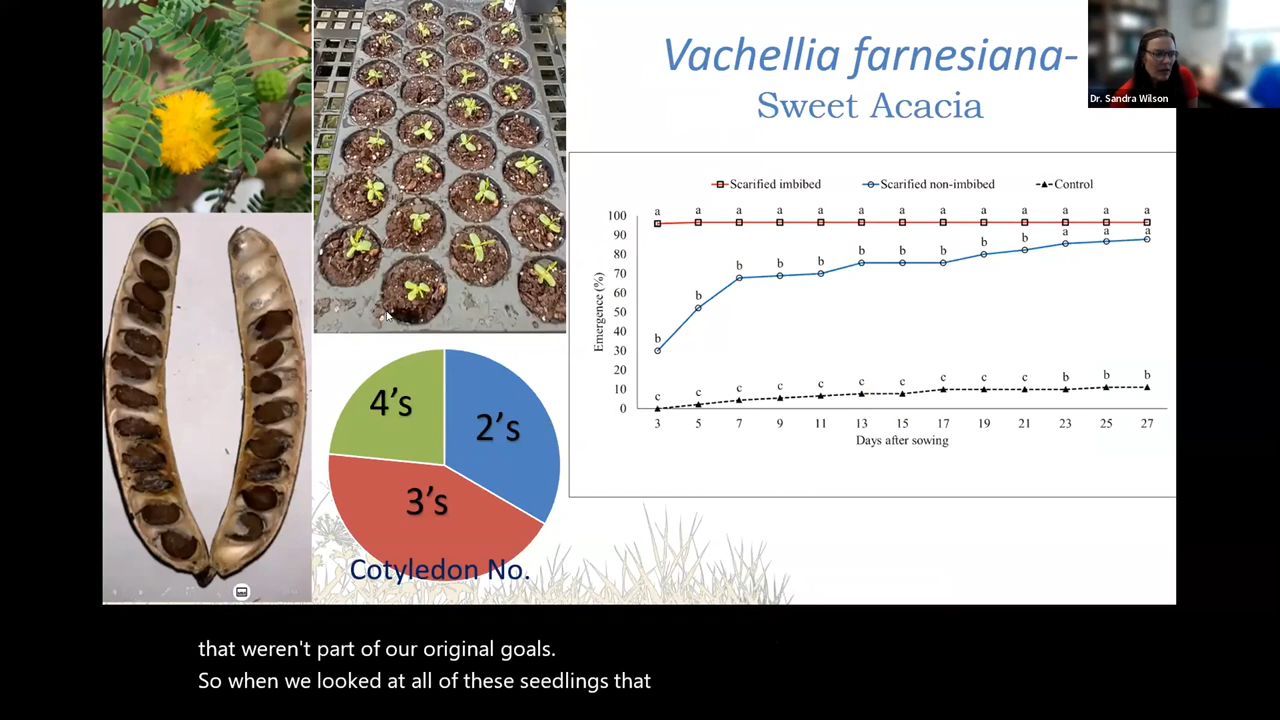 Vachellia farnesiana-
Sweet Acacia
Dr. Sandra Wilson
Scarified imbibed
Scarified non-imbibed
Control
100
90
80
70
60
50
40
30
20
10
0
Emergence (%)
a a a a a a a a a a a a a
b b b b b b b b b b a a a
c c c c c c c c c c b b b
3 5 7 9 11 13 15 17 19 21 23 25 27
Days after sowing
4's
2's
3's
Cotyledon No.
that weren't part of our original goals.
So when we looked at all of these seedlings that